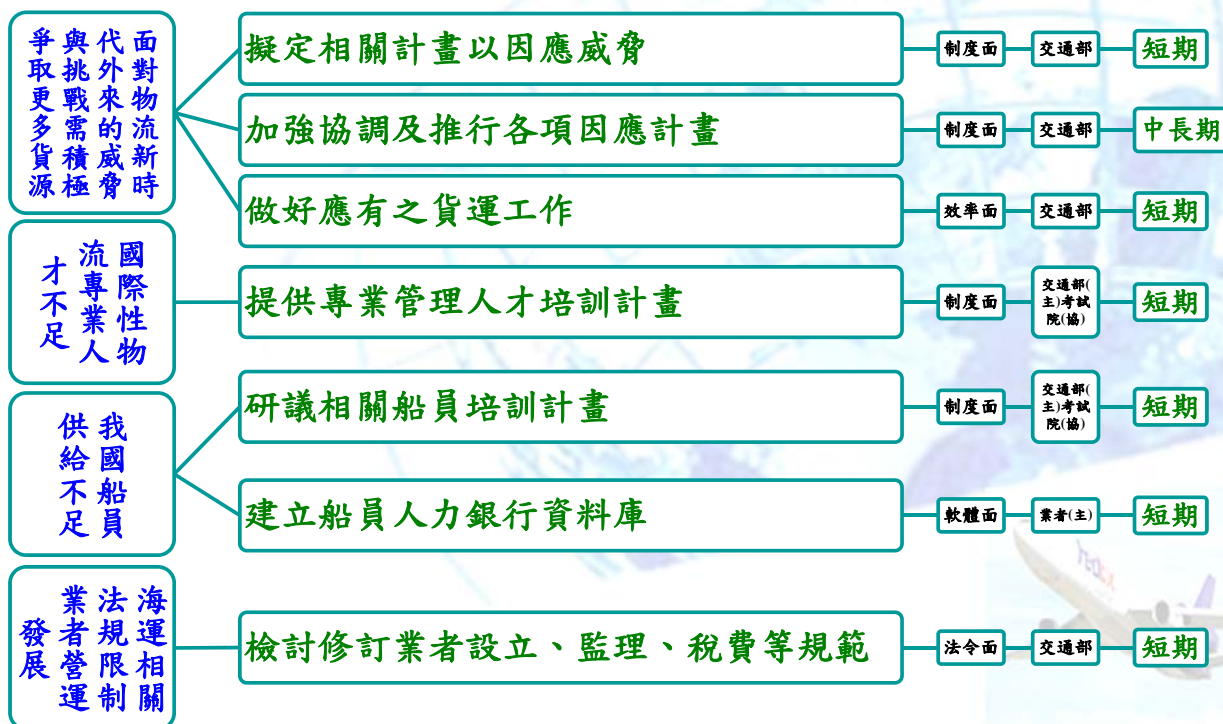 面對物流新時
代外來的威脅
與挑戰需積極
爭取更多貨源
擬定相關計畫以因應威脅
制度面
交通部
短期
加強協調及推行各項因應計畫
制度面
交通部
中長期
做好應有之貨運工作
效率面
交通部
短期
國際性物
流專業人
才不足
提供專業管理人才培訓計畫
制度面
交通部(
主)考試
院(協)
短期
我國船員
供給不足
研議相關船員培訓計畫
制度面
交通部(
主)考試
院(協)
短期
建立船員人力銀行資料庫
軟體面
業者(主)
短期
海運相關
法規限制
業者營運
發展
檢討修訂業者設立、監理、稅費等規範
法令面
交通部
短期